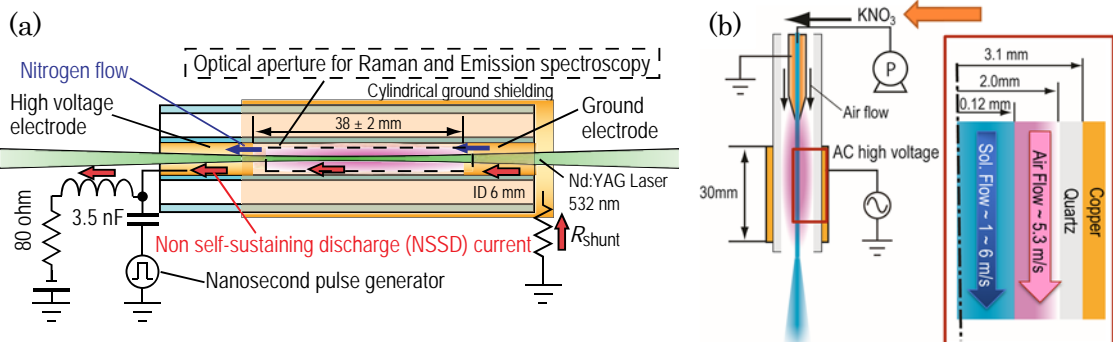 (a)
Optical aperture for Raman and Emission spectroscopy
Nitrogen flow
Cylindrical ground shielding
High voltage
electrode
Ground
electrode
38 ± 2 mm
Nd:YAG Laser
532 nm
ID 6 mm
80 ohm
3.5 nF
Rshunt
Non self-sustaining discharge (NSSD) current
Nanosecond pulse generator
(b)
KNO3
P
Air flow
AC high voltage
30mm
3.1 mm
2.0mm
0.12 mm
Sol. Flow ~ 1 ~ 6 m/s
Air Flow ~ 5.3 m/s
Quartz
Copper